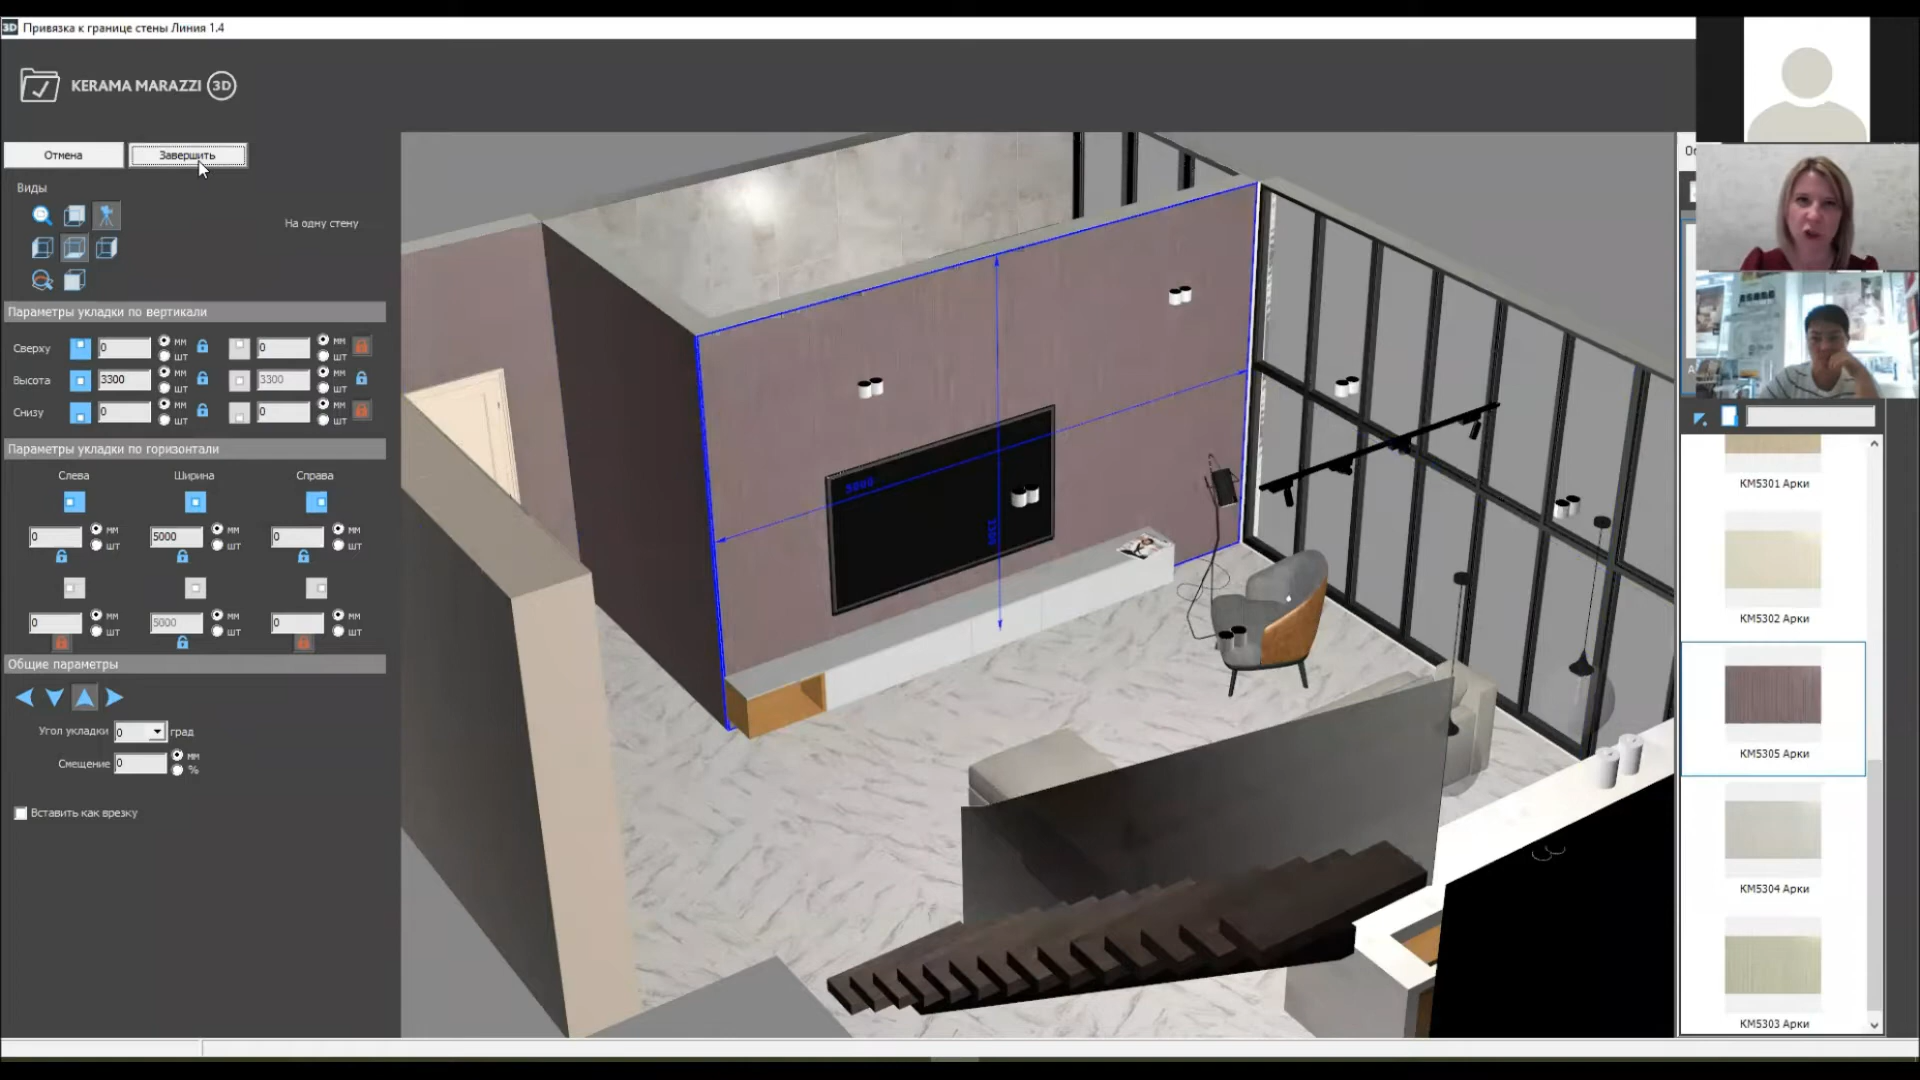 3D Привязка к границе стены Линия 1.4
KERAMA MARAZZI 3D
Отмена
Завершить
Виды
На одну стену
Параметры укладки по вертикали
Сверху 0 мм шт 0 мм шт
Высота 3300 мм шт 3300 мм шт
Снизу 0 мм шт 0 мм шт
Параметры укладки по горизонтали
Слева Ширина Справа
0 мм шт 5000 мм шт 0 мм шт
0 мм шт 5000 мм шт 0 мм шт
Общие параметры
Угол укладки 0 град
Смещение 0 мм %
Вставить как врезку
5000
3300
KM5301 Арки
KM5302 Арки
KM5305 Арки
KM5304 Арки
KM5303 Арки